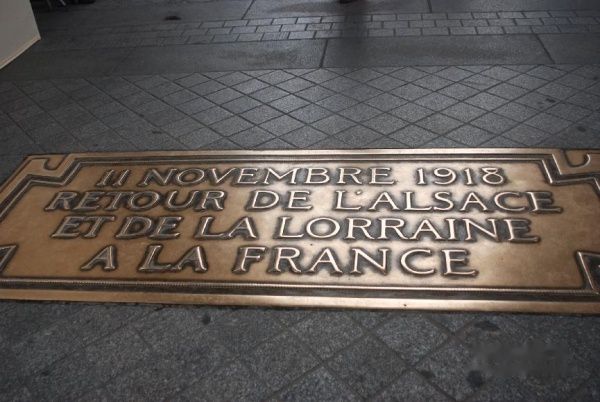 11 NOVEMBRE 1918
RETOUR DE L'ALSACE
ET DE LA LORRAINE
A LA FRANCE